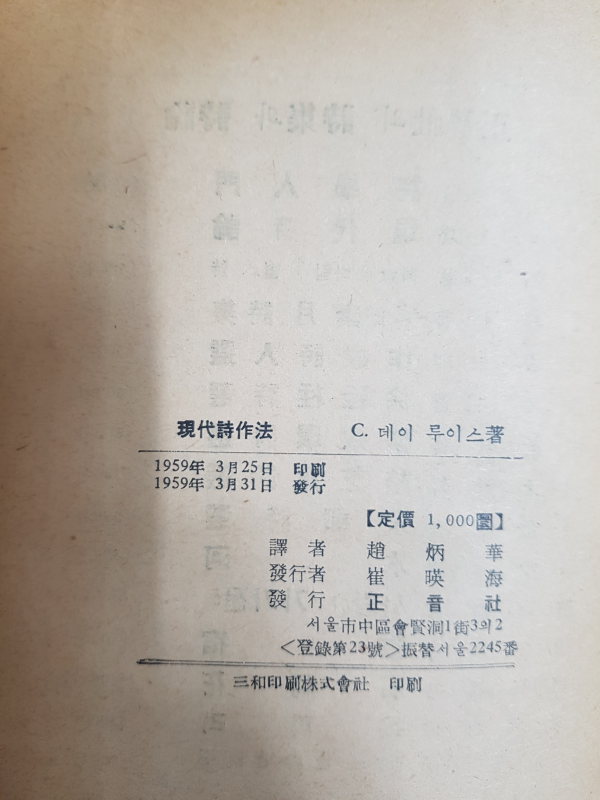 現代詩作法 C. 데이 루이스著
1959年 3月25日 印刷
1959年 3月31日 發行
【定價 1,000圜】
譯者 趙炳華
發行者 崔暎海
發行 正音社
서울市中區會賢洞1街3의2
<登錄第23號>振替서울2245番
三和印刷株式會社 印刷